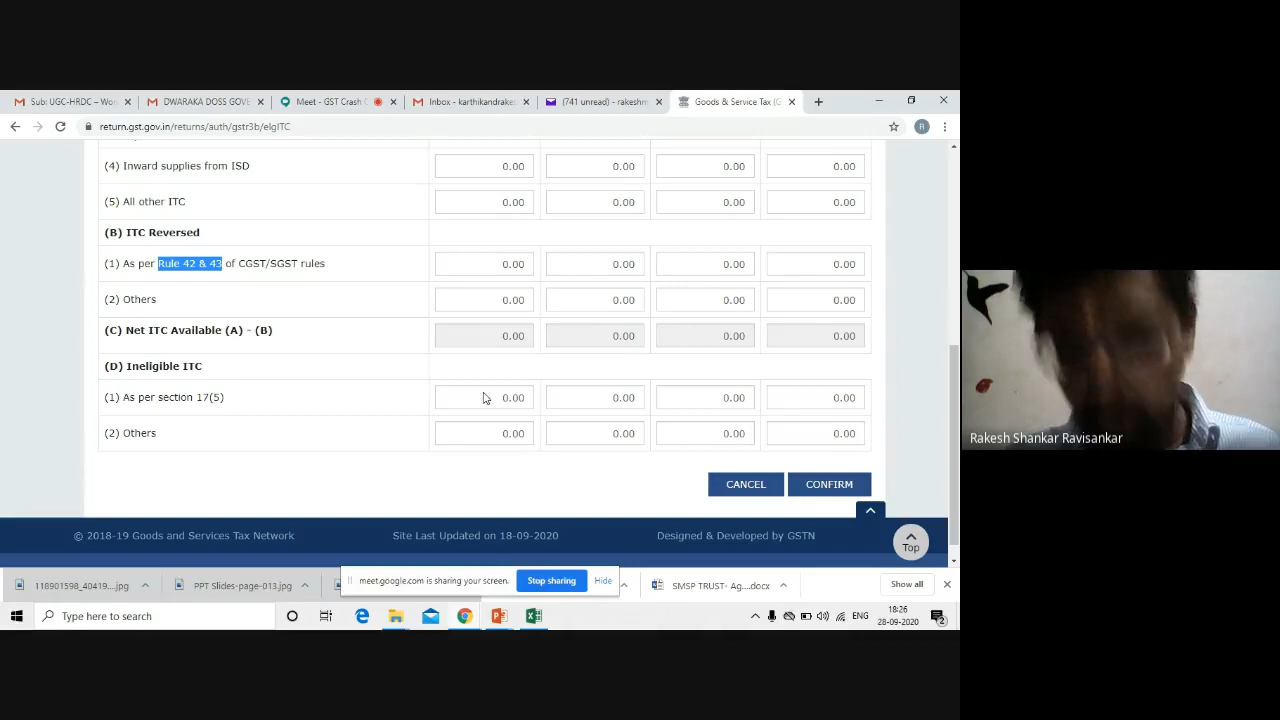 Sub: UGC-HRDC – Wor
DWARAKA DOSS GOVE
Meet - GST Crash C
Inbox - karthikandrakes
(741 unread) - rakeshm
Goods & Service Tax (G
return.gst.gov.in/returns/auth/gstr3b/elgITC
R
(4) Inward supplies from ISD 0.00 0.00 0.00 0.00
(5) All other ITC 0.00 0.00 0.00 0.00
(B) ITC Reversed
(1) As per Rule 42 & 43 of CGST/SGST rules 0.00 0.00 0.00 0.00
(2) Others 0.00 0.00 0.00 0.00
(C) Net ITC Available (A) - (B) 0.00 0.00 0.00 0.00
(D) Ineligible ITC
(1) As per section 17(5) 0.00 0.00 0.00 0.00
(2) Others 0.00 0.00 0.00 0.00
CANCEL CONFIRM
© 2018-19 Goods and Services Tax Network Site Last Updated on 18-09-2020 Designed & Developed by GSTN
Top
118901598_40419....jpg
PPT Slides-page-013.jpg
meet.google.com is sharing your screen. Stop sharing Hide
SMSP TRUST- Ag....docx
Show all
Type here to search
ENG
18:26
28-09-2020
2
Rakesh Shankar Ravisankar